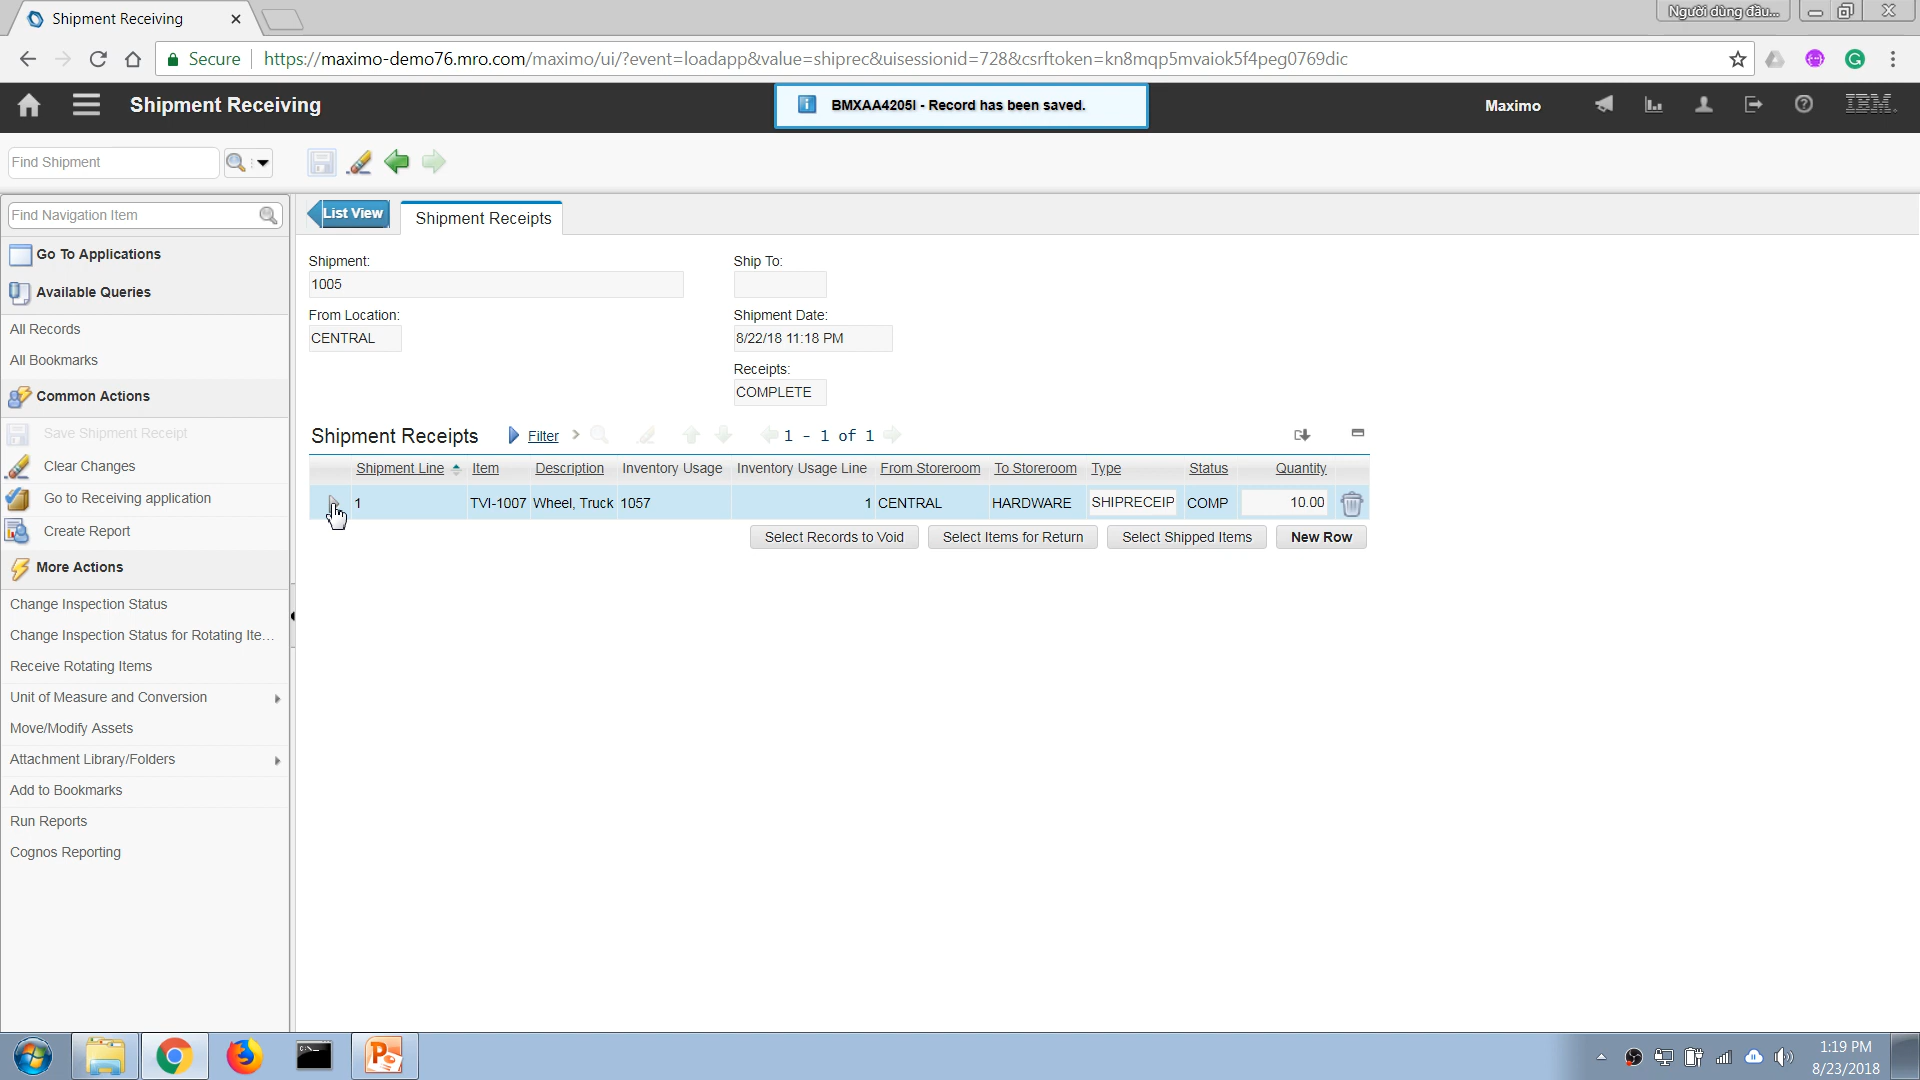 Shipment Receiving
Người dùng đầu...
Secure
https://maximo-demo76.mro.com/maximo/ui/?event=loadapp&value=shiprec&uisessionid=728&csrftoken=kn8mqp5mvaiok5f4peg0769dic
Shipment Receiving
BMXAA4205I - Record has been saved.
Maximo
IBM.
Find Shipment
Find Navigation Item
Go To Applications
Available Queries
All Records
All Bookmarks
Common Actions
Save Shipment Receipt
Clear Changes
Go to Receiving application
Create Report
More Actions
Change Inspection Status
Change Inspection Status for Rotating Ite...
Receive Rotating Items
Unit of Measure and Conversion
Move/Modify Assets
Attachment Library/Folders
Add to Bookmarks
Run Reports
Cognos Reporting
List View
Shipment Receipts
Shipment:
1005
Ship To:
From Location:
CENTRAL
Shipment Date:
8/22/18 11:18 PM
Receipts:
COMPLETE
Shipment Receipts Filter 1 - 1 of 1
Shipment Line Item Description Inventory Usage Inventory Usage Line From Storeroom To Storeroom Type Status Quantity
1 TVI-1007 Wheel, Truck 1057 1 CENTRAL HARDWARE SHIPRECEIP COMP 10.00
Select Records to Void Select Items for Return Select Shipped Items New Row
1:19 PM
8/23/2018